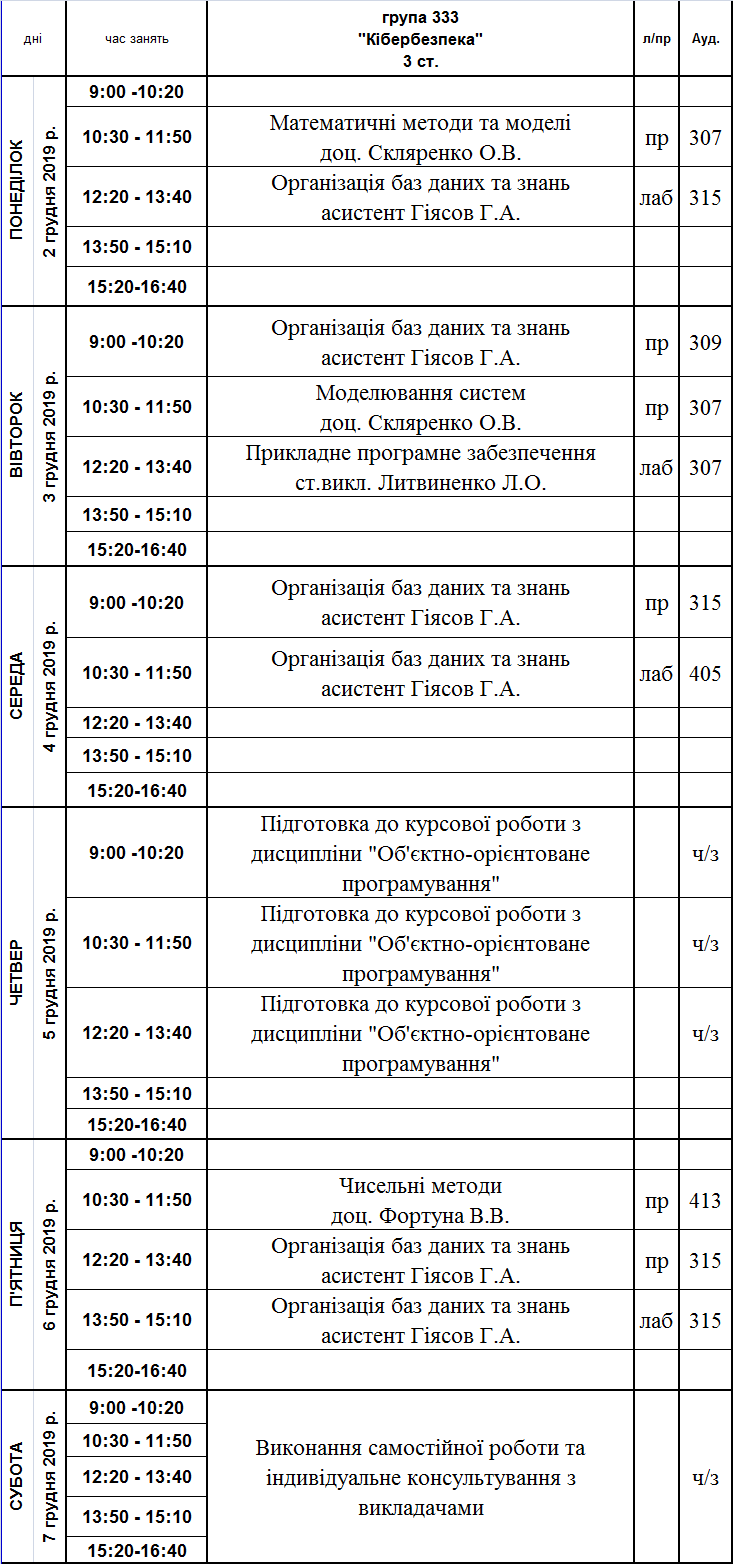 дні
час занять
група 333
"Кібербезпека"
3 ст.
л/пр
Ауд.
ПОНЕДІЛОК
2 грудня 2019 р.
9:00 -10:20
10:30 - 11:50
Математичні методи та моделі
доц. Скляренко О.В.
пр
307
12:20 - 13:40
Організація баз даних та знань
асистент Гіясов Г.А.
лаб
315
13:50 - 15:10
15:20-16:40
ВІВТОРОК
3 грудня 2019 р.
9:00 -10:20
Організація баз даних та знань
асистент Гіясов Г.А.
пр
309
10:30 - 11:50
Моделювання систем
доц. Скляренко О.В.
пр
307
12:20 - 13:40
Прикладне програмне забезпечення
ст.викл. Литвиненко Л.О.
лаб
307
13:50 - 15:10
15:20-16:40
СЕРЕДА
4 грудня 2019 р.
9:00 -10:20
Організація баз даних та знань
асистент Гіясов Г.А.
пр
315
10:30 - 11:50
Організація баз даних та знань
асистент Гіясов Г.А.
лаб
405
12:20 - 13:40
13:50 - 15:10
15:20-16:40
ЧЕТВЕР
5 грудня 2019 р.
9:00 -10:20
Підготовка до курсової роботи з
дисципліни "Об'єктно-орієнтоване
програмування"
ч/з
10:30 - 11:50
Підготовка до курсової роботи з
дисципліни "Об'єктно-орієнтоване
програмування"
ч/з
12:20 - 13:40
Підготовка до курсової роботи з
дисципліни "Об'єктно-орієнтоване
програмування"
ч/з
13:50 - 15:10
15:20-16:40
П'ЯТНИЦЯ
6 грудня 2019 р.
9:00 -10:20
10:30 - 11:50
Чисельні методи
доц. Фортуна В.В.
пр
413
12:20 - 13:40
Організація баз даних та знань
асистент Гіясов Г.А.
пр
315
13:50 - 15:10
Організація баз даних та знань
асистент Гіясов Г.А.
лаб
315
15:20-16:40
СУБОТА
7 грудня 2019 р.
9:00 -10:20
10:30 - 11:50
12:20 - 13:40
13:50 - 15:10
15:20-16:40
Виконання самостійної роботи та
індивідуальне консультування з
викладачами
ч/з